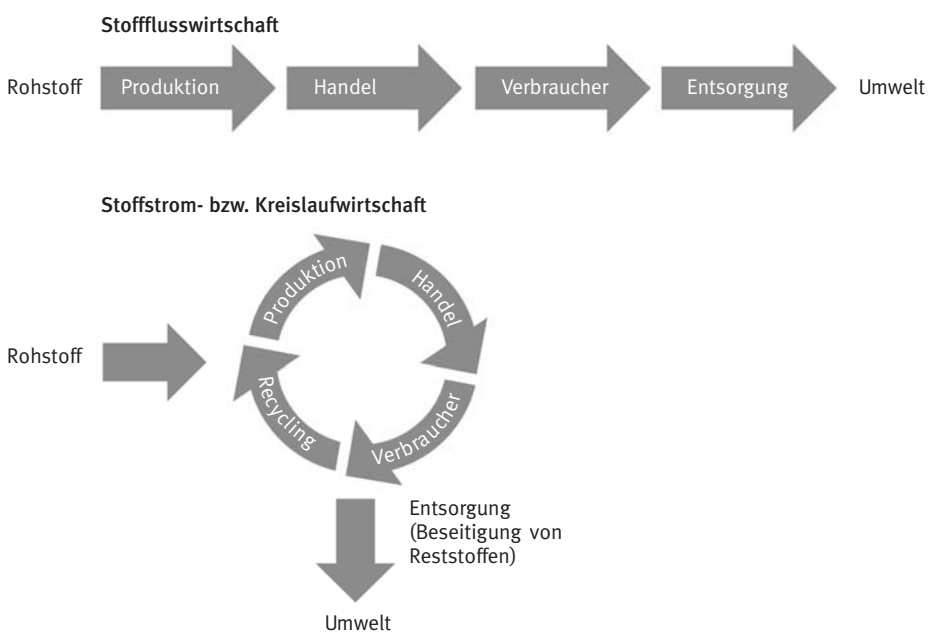 Stoffflusswirtschaft
Rohstoff Produktion Handel Verbraucher Entsorgung Umwelt
Stoffstrom- bzw. Kreislaufwirtschaft
Produktion
Handel
Rohstoff
Recycling
Verbraucher
Entsorgung
(Beseitigung von
Reststoffen)
Umwelt